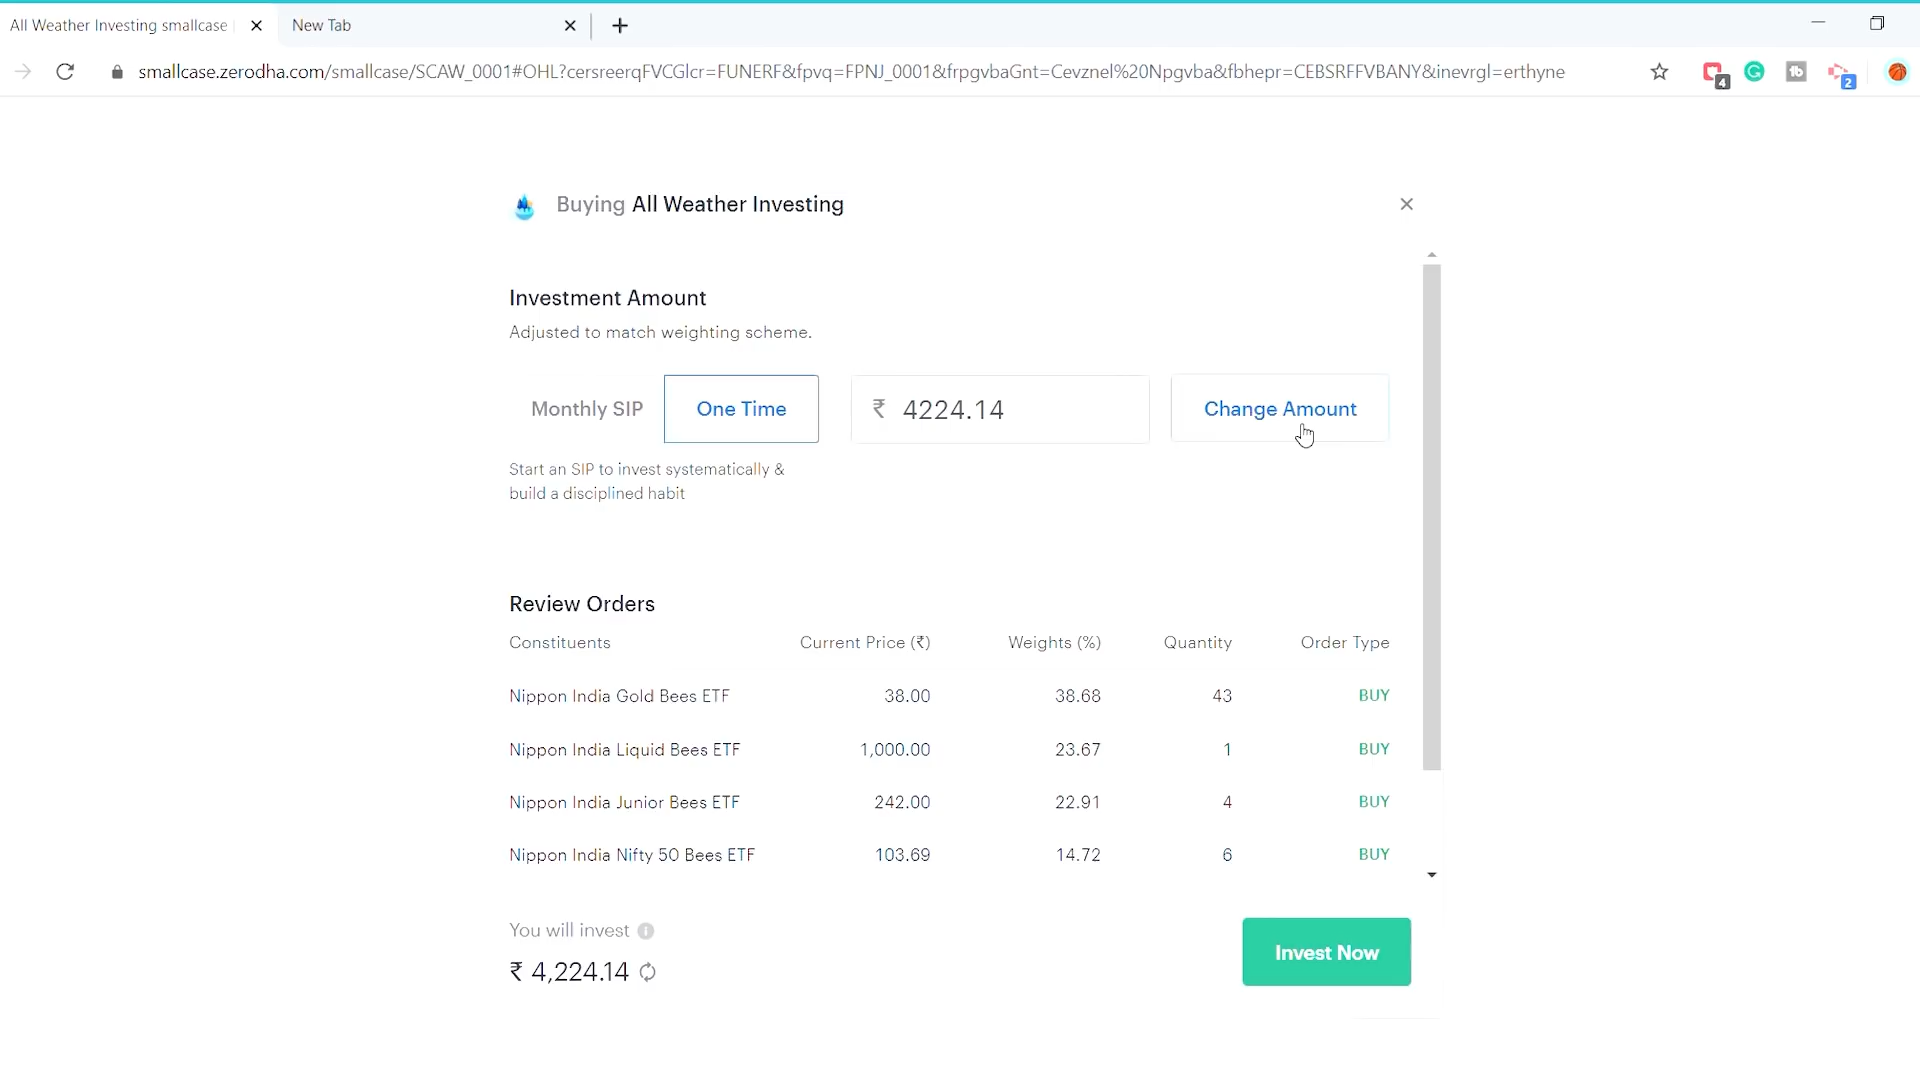 All Weather Investing smallcase
New Tab
smallcase.zerodha.com/smallcase/SCAW_0001#OHL?cersreerqFVCGlcr=FUNERF&fpvq=FPNJ_0001&frpgvbaGnt=Cevznel%20Npgvba&fbhepr=CEBSRFFVBANY&inevrgl=erthyne
4
G
tb
2
Buying All Weather Investing
Investment Amount
Adjusted to match weighting scheme.
Monthly SIP
One Time
₹ 4224.14
Change Amount
Start an SIP to invest systematically &
build a disciplined habit
Review Orders
Constituents Current Price (₹) Weights (%) Quantity Order Type
Nippon India Gold Bees ETF 38.00 38.68 43 BUY
Nippon India Liquid Bees ETF 1,000.00 23.67 1 BUY
Nippon India Junior Bees ETF 242.00 22.91 4 BUY
Nippon India Nifty 50 Bees ETF 103.69 14.72 6 BUY
You will invest
₹ 4,224.14
Invest Now